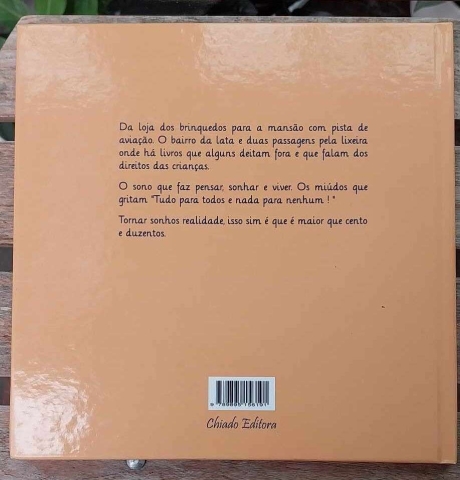 Da loja dos brinquedos para a mansão com pista de
aviação. O bairro da lata e duas passagens pela lixeira
onde há livros que alguns deitam fora e que falam dos
direitos das crianças.
O sono que faz pensar, sonhar e viver. Os miúdos que
gritam "Tudo para todos e nada para nenhum ! "
Tornar sonhos realidade, isso sim é que é maior que cento
e duzentos.
9 789895 156191
Chiado Editora